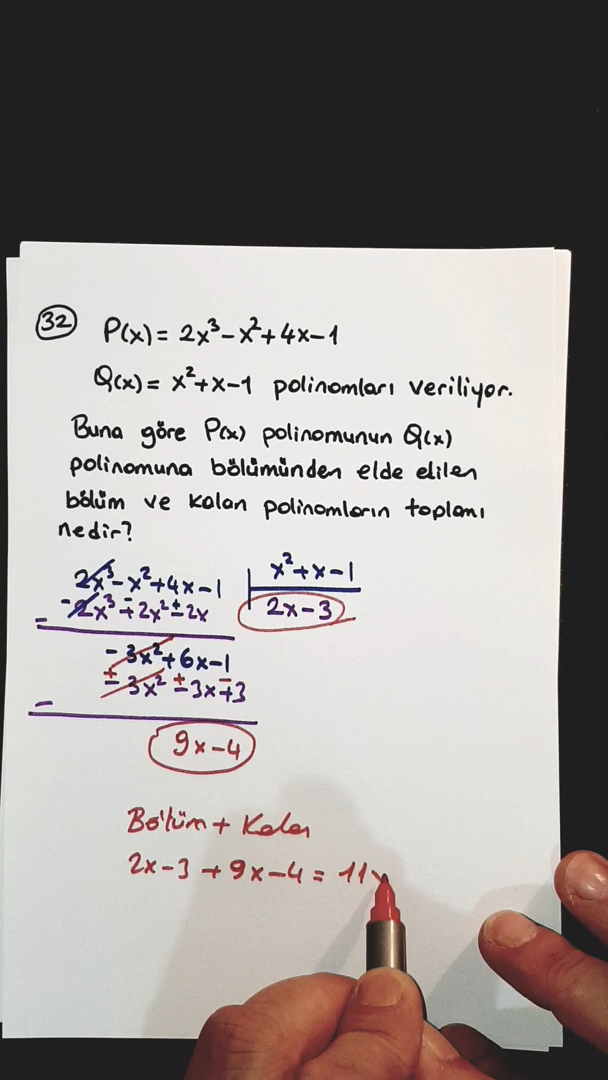 32 P(x) = 2x³ - x² + 4x - 1
Q(x) = x² + x - 1 polinomları veriliyor.
Buna göre P(x) polinomunun Q(x)
polinomuna bölümünden elde edilen
bölüm ve kalan polinomların toplamı
nedir?
2x³ - x² + 4x - 1 | x² + x - 1
2x³ + 2x² - 2x | 2x - 3
-3x² + 6x - 1
-3x² - 3x + 3
9x - 4
Bölüm + Kalan
2x - 3 + 9x - 4 = 11x